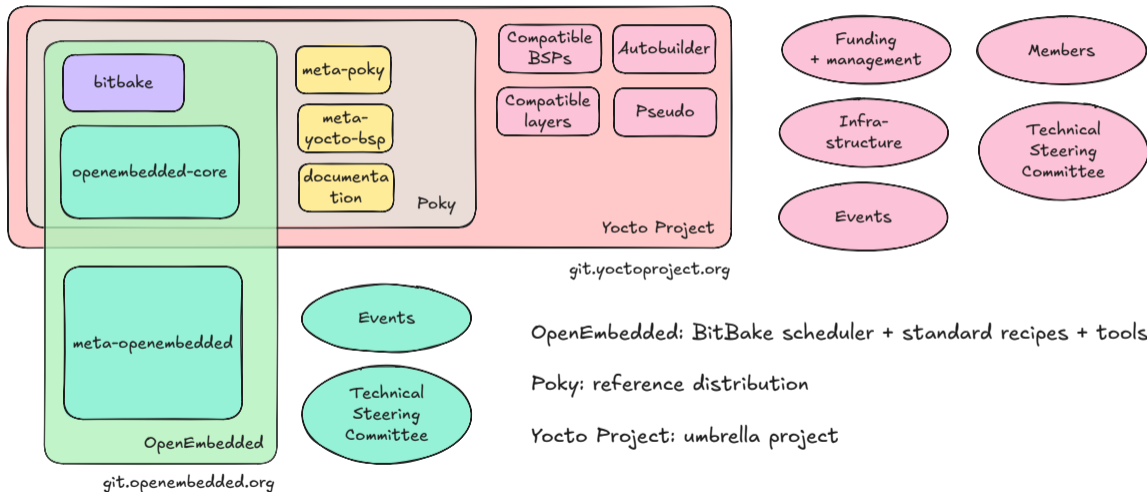 bitbake
openembedded-core
meta-poky
meta-
yocto-bsp
documenta
tion
Poky
Compatible
BSPs
Autobuilder
Compatible
layers
Pseudo
Yocto Project
git.yoctoproject.org
Funding
+ management
Members
Infra-
structure
Technical
Steering
Committee
Events
meta-openembedded
OpenEmbedded
git.openembedded.org
Events
Technical
Steering
Committee
OpenEmbedded: BitBake scheduler + standard recipes + tools
Poky: reference distribution
Yocto Project: umbrella project